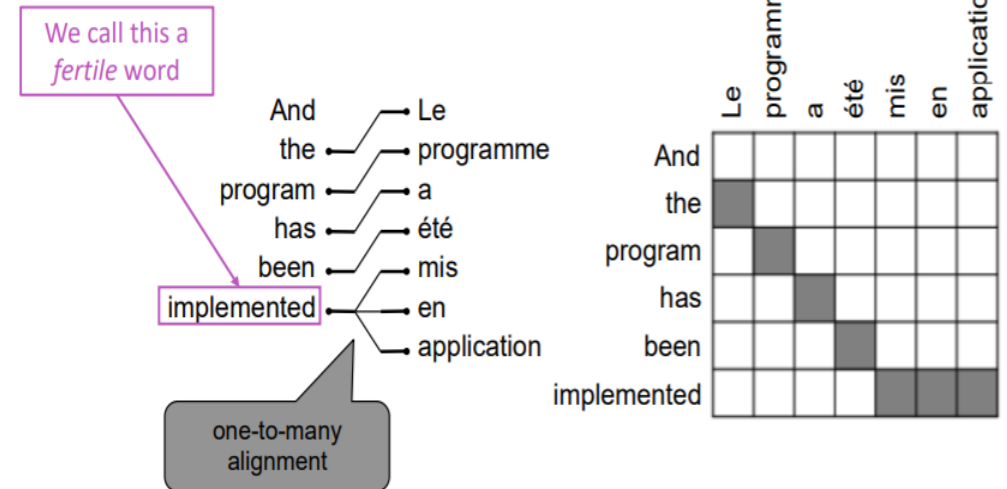 We call this a
fertile word
And
the
program
has
been
implemented
Le
programme
a
été
mis
en
application
one-to-many
alignment
Le
a
été
mis
en
And
the
program
has
been
implemented